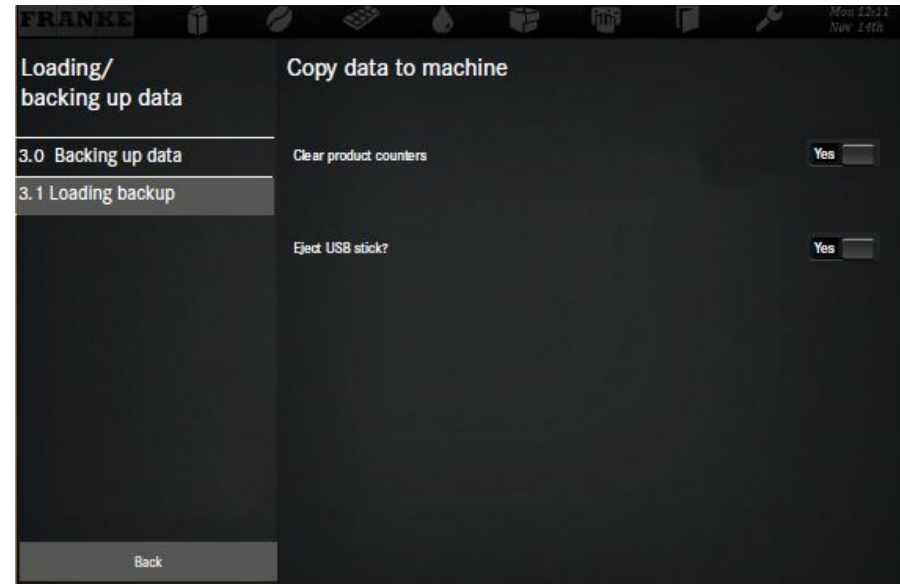 FRANKE
Mon 12:11
Nov 14th
Loading/
backing up data
3.0 Backing up data
3.1 Loading backup
Back
Copy data to machine
Clear product counters
Yes
Eject USB stick?
Yes